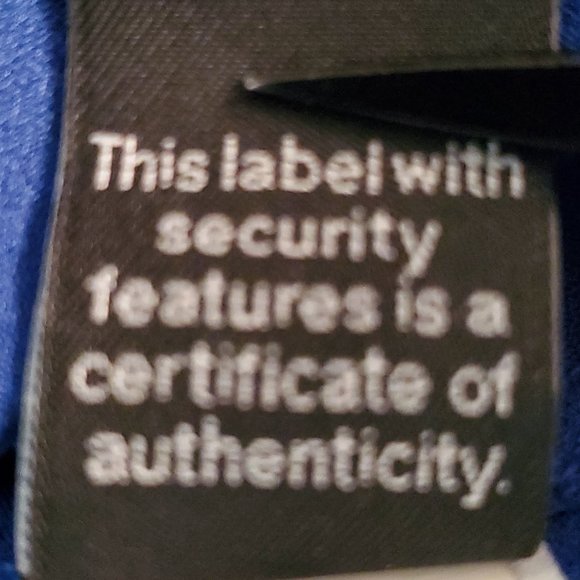 This label with
security
features is a
certificate of
authenticity.